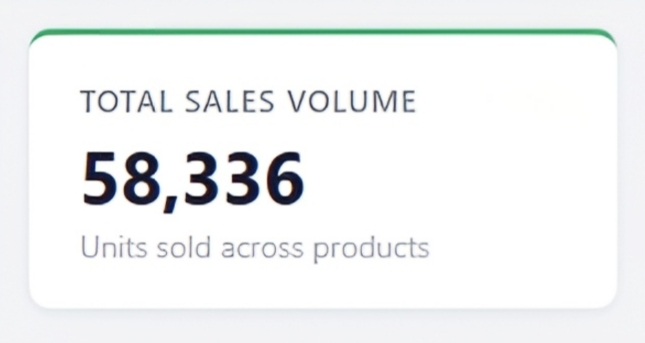 TOTAL SALES VOLUME
58,336
Units sold across products